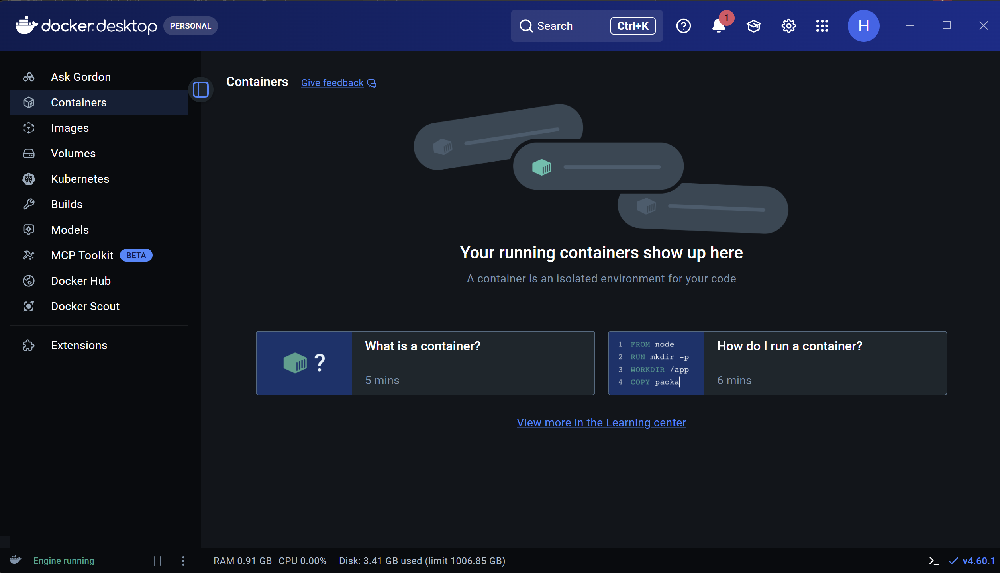 docker desktop PERSONAL
Search Ctrl+K
1
H
Ask Gordon
Containers
Images
Volumes
Kubernetes
Builds
Models
MCP Toolkit BETA
Docker Hub
Docker Scout
Extensions
Containers Give feedback
Your running containers show up here
A container is an isolated environment for your code
?
What is a container?
5 mins
1 FROM node
2 RUN mkdir -p
3 WORKDIR /app
4 COPY packa
How do I run a container?
6 mins
View more in the Learning center
Engine running
RAM 0.91 GB CPU 0.00% Disk: 3.41 GB used (limit 1006.85 GB)
v4.60.1